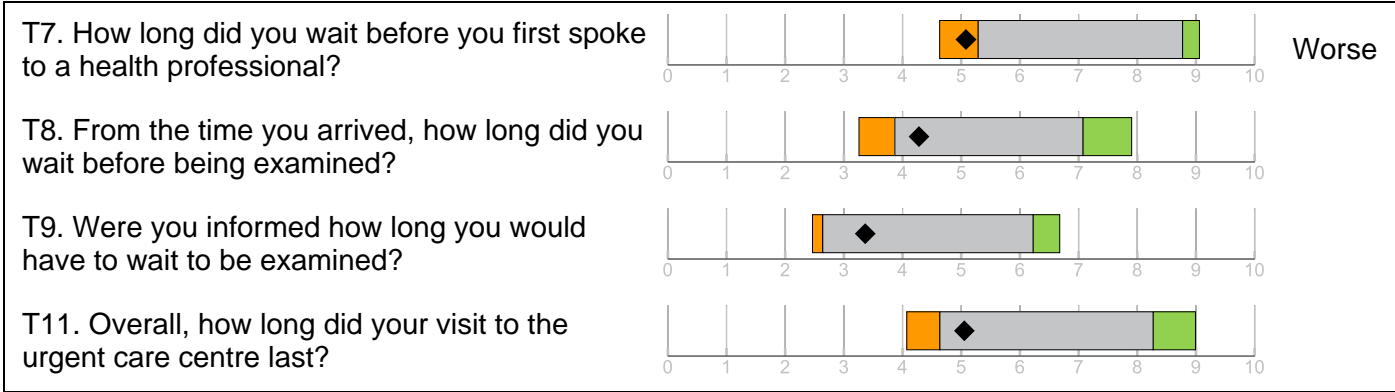 T7. How long did you wait before you first spoke
to a health professional?
Worse
0 1 2 3 4 5 6 7 8 9 10
T8. From the time you arrived, how long did you
wait before being examined?
0 1 2 3 4 5 6 7 8 9 10
T9. Were you informed how long you would
have to wait to be examined?
0 1 2 3 4 5 6 7 8 9 10
T11. Overall, how long did your visit to the
urgent care centre last?
0 1 2 3 4 5 6 7 8 9 10